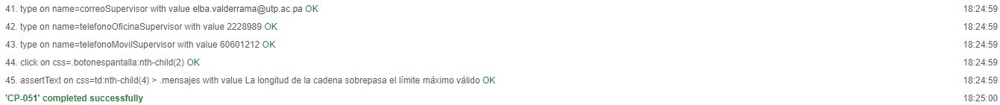 41. type on name=correoSupervisor with value elba.valderrama@utp.ac.pa OK 18:24:59
42. type on name=telefonoOficinaSupervisor with value 2228989 OK 18:24:59
43. type on name=telefonoMovilSupervisor with value 60601212 OK 18:24:59
44. click on css=.botonespantalla:nth-child(2) OK 18:24:59
45. assertText on css=td:nth-child(4) > .mensajes with value La longitud de la cadena sobrepasa el límite máximo válido OK 18:24:59
'CP-051' completed successfully 18:25:00